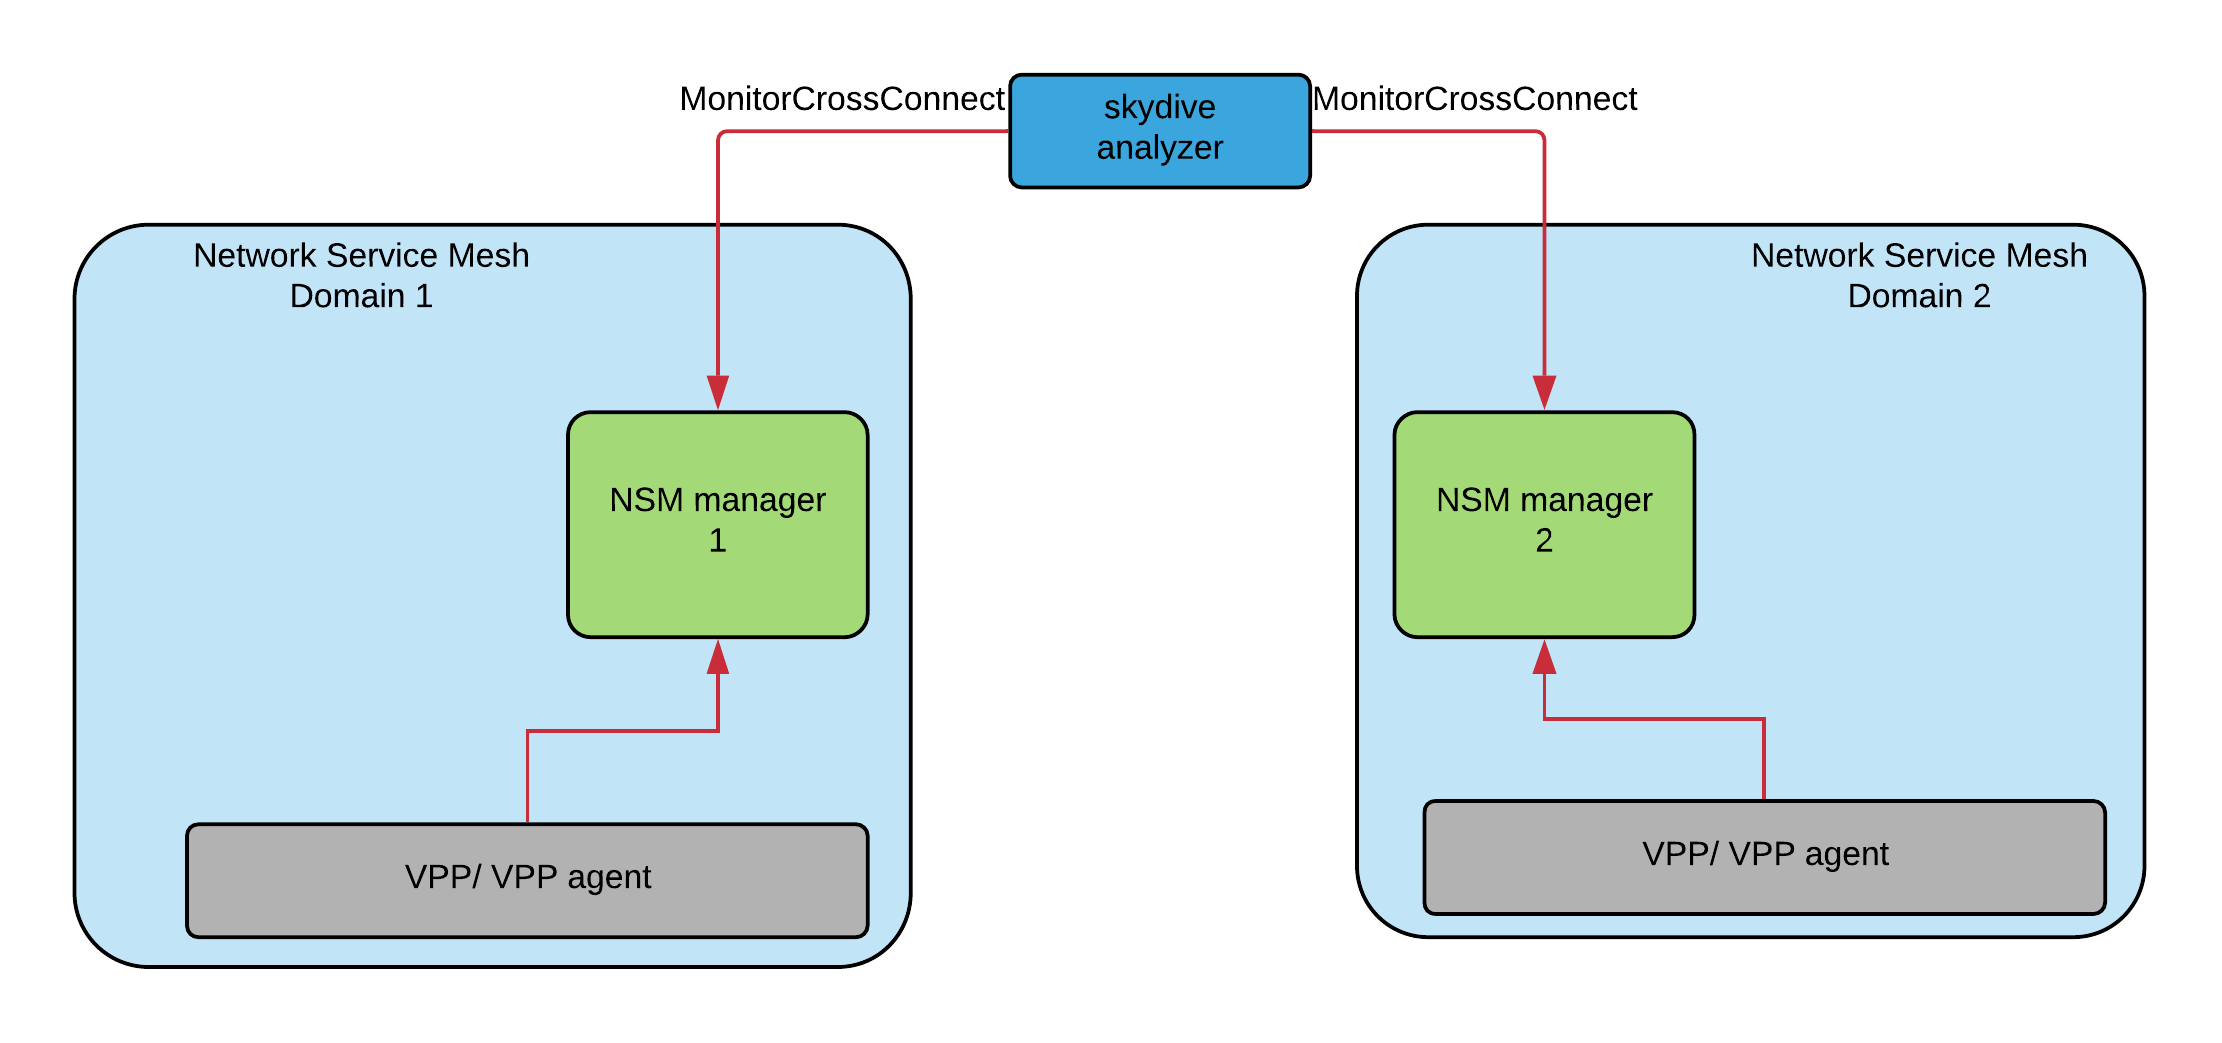 MonitorCrossConnect
skydive
analyzer
MonitorCrossConnect
Network Service Mesh
Domain 1
Network Service Mesh
Domain 2
NSM manager
1
NSM manager
2
VPP/ VPP agent
VPP/ VPP agent